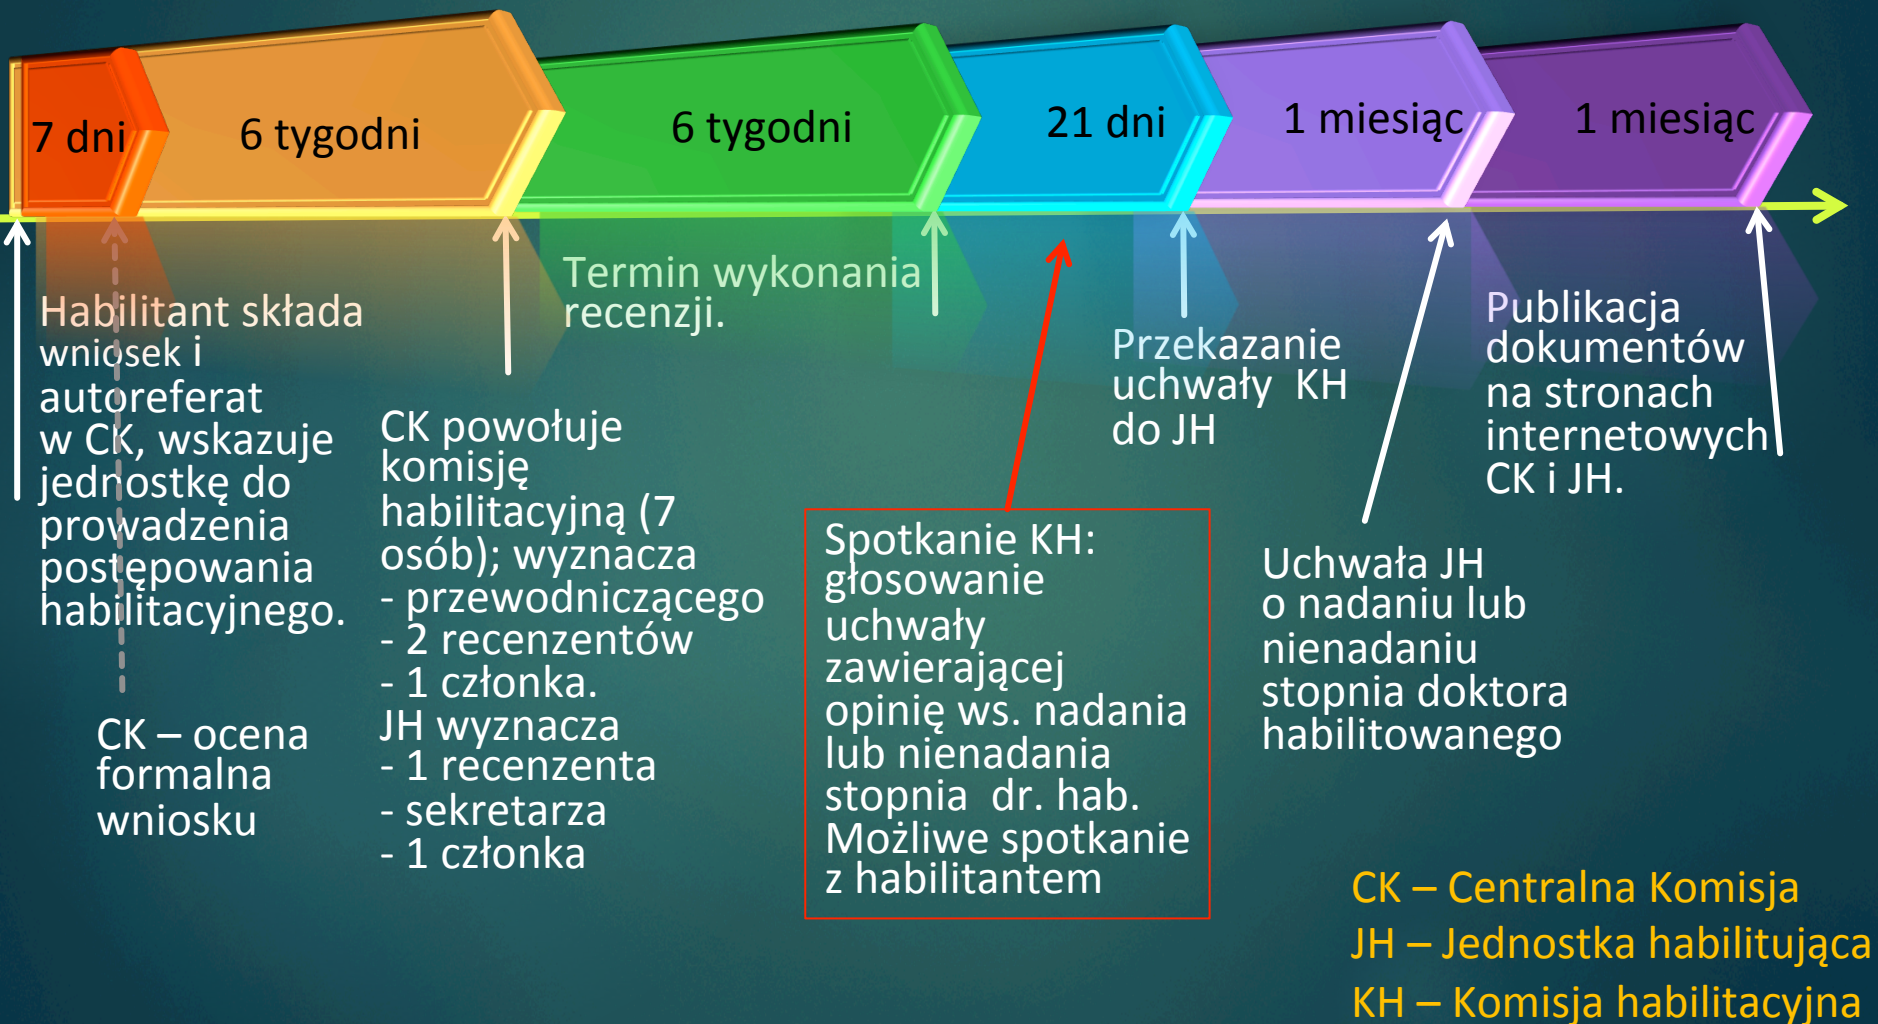 7 dni
6 tygodni
6 tygodni
21 dni
1 miesiąc
1 miesiąc
Habilitant składa
wniosek i
autoreferat
w CK, wskazuje
jednostkę do
prowadzenia
postępowania
habilitacyjnego.
CK – ocena
formalna
wniosku
CK powołuje
komisję
habilitacyjną (7
osób); wyznacza
- przewodniczącego
- 2 recenzentów
- 1 członka.
JH wyznacza
- 1 recenzenta
- sekretarza
- 1 członka
Termin wykonania
recenzji.
Spotkanie KH:
głosowanie
uchwały
zawierającej
opinię ws. nadania
lub nienadania
stopnia dr. hab.
Możliwe spotkanie
z habilitantem
Przekazanie
uchwały KH
do JH
Uchwała JH
o nadaniu lub
nienadaniu
stopnia doktora
habilitowanego
Publikacja
dokumentów
na stronach
internetowych
CK i JH.
CK – Centralna Komisja
JH – Jednostka habilitująca
KH – Komisja habilitacyjna